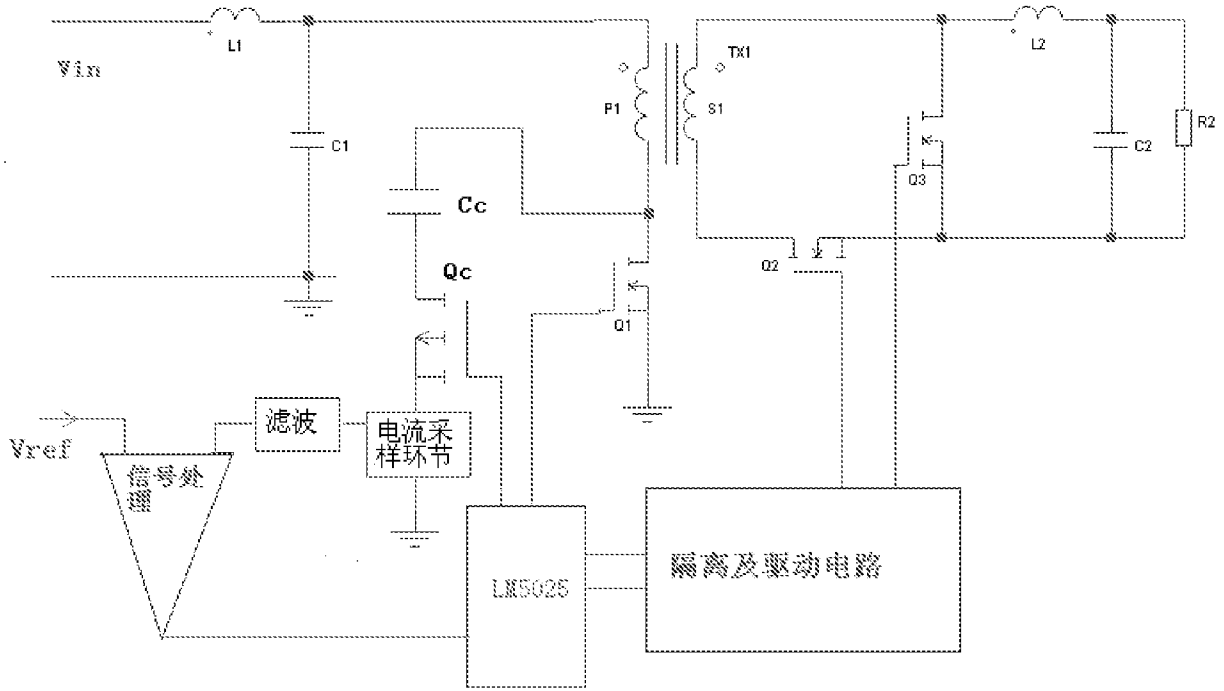 L1
Vin
C1
P1
S1
TX1
L2
C2
R2
Q3
Q2
Cc
Qc
Q1
Vref
滤波
电流采
样环节
信号处
理
LM5025
隔离及驱动电路